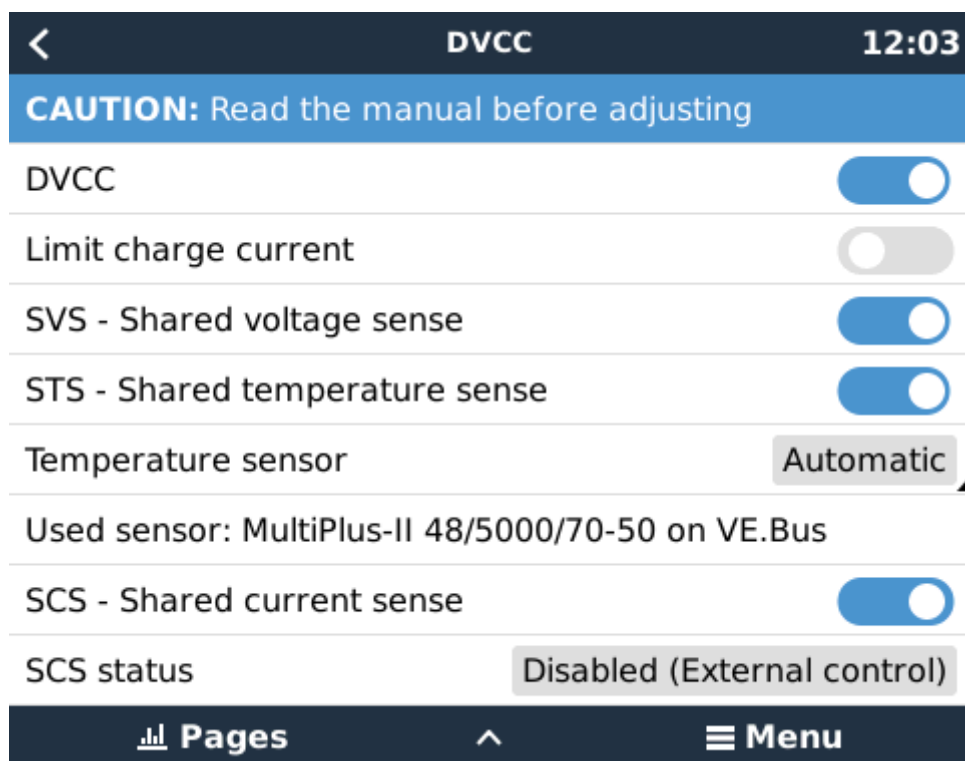 DVCC 12:03
CAUTION: Read the manual before adjusting
DVCC
Limit charge current
SVS - Shared voltage sense
STS - Shared temperature sense
Temperature sensor Automatic
Used sensor: MultiPlus-II 48/5000/70-50 on VE.Bus
SCS - Shared current sense
SCS status Disabled (External control)
Pages Menu